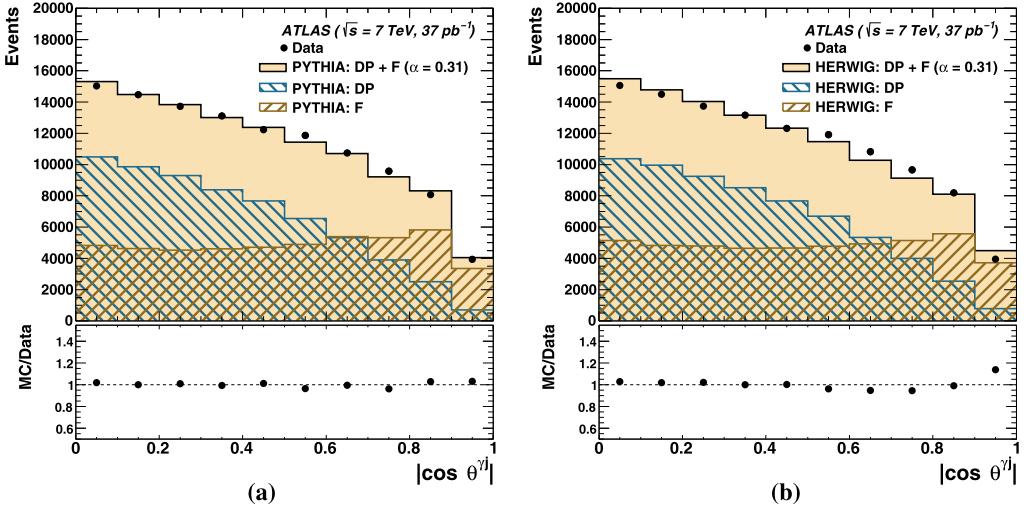 Events
20000
18000
16000
14000
12000
10000
8000
6000
4000
2000
0
ATLAS (√s = 7 TeV, 37 pb⁻¹)
Data
PYTHIA: DP + F (α = 0.31)
PYTHIA: DP
PYTHIA: F
MC/Data
1.4
1.2
1
0.8
0.6
0 0.2 0.4 0.6 0.8 1
|cos θ^γj|
(a)
Events
20000
18000
16000
14000
12000
10000
8000
6000
4000
2000
0
ATLAS (√s = 7 TeV, 37 pb⁻¹)
Data
HERWIG: DP + F (α = 0.31)
HERWIG: DP
HERWIG: F
MC/Data
1.4
1.2
1
0.8
0.6
0 0.2 0.4 0.6 0.8 1
|cos θ^γj|
(b)